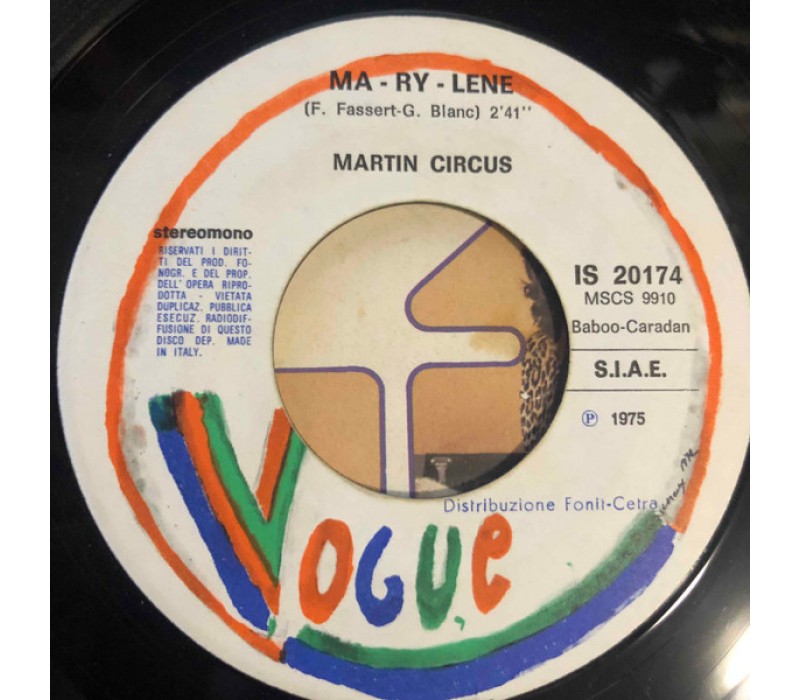 MA - RY - LENE
(F. Fassert-G. Blanc) 2'41''
MARTIN CIRCUS
stereomono
RISERVATI I DIRIT-
TI DEL PROD. FO-
NOGR. E DEL PROP.
DELL'OPERA RIPRO-
DOTTA - VIETATA
DUPLICAZ. PUBBLICA
ESECUZ. RADIODIF-
FUSIONE DI QUESTO
DISCO DEP. MADE
IN ITALY.
IS 20174
MSCS 9910
Baboo-Caradan
S.I.A.E.
Ⓟ 1975
Distribuzione Fonit-Cetra
VOGUE